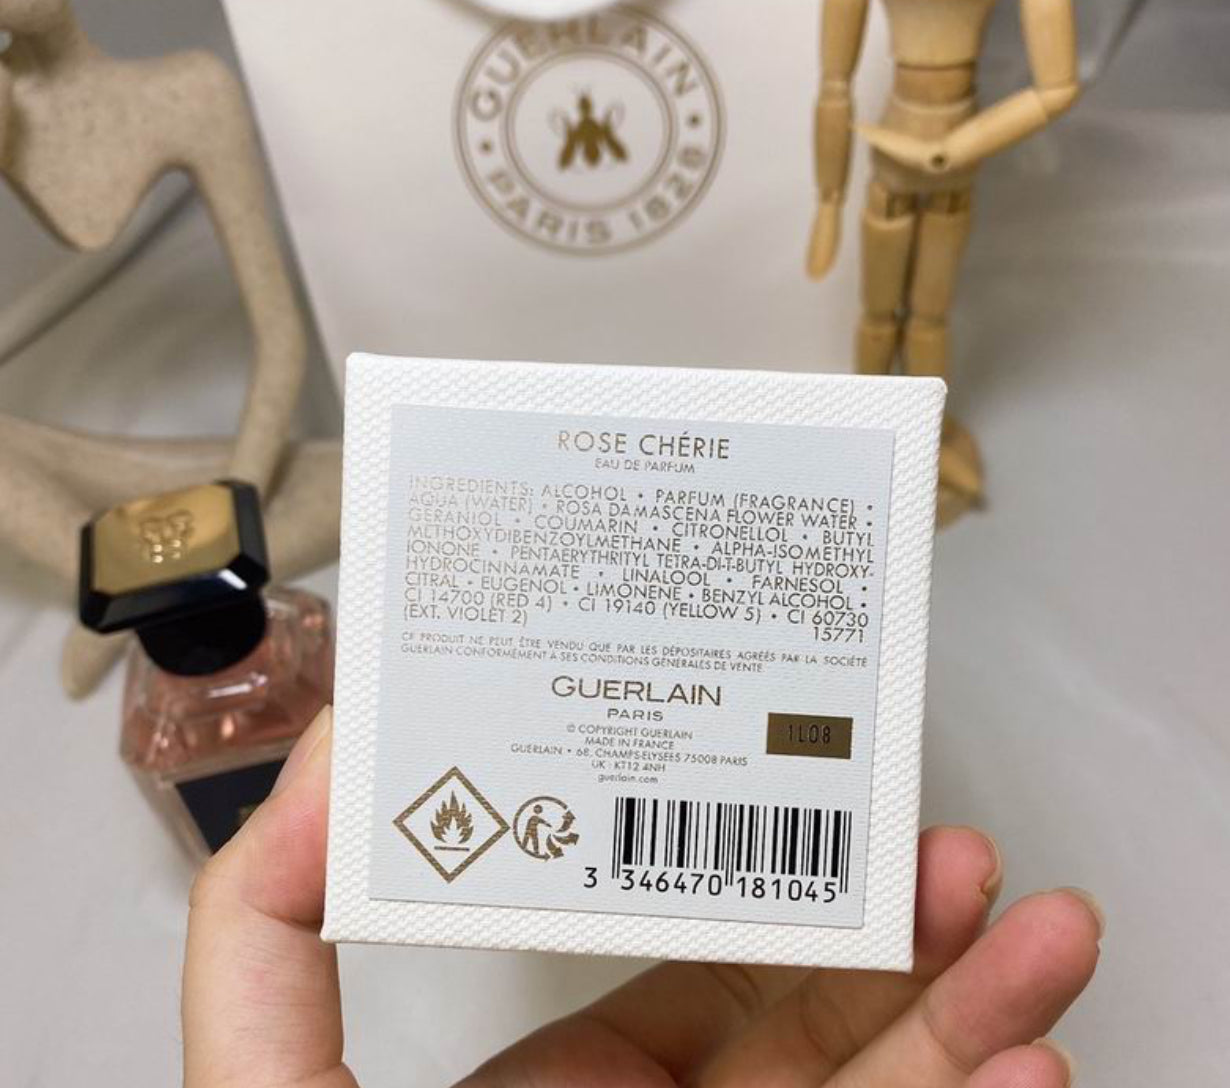 GUERLAIN
PARIS 1828
ROSE CHÉRIE
EAU DE PARFUM
INGREDIENTS: ALCOHOL • PARFUM (FRAGRANCE) •
AQUA (WATER) • ROSA DAMASCENA FLOWER WATER •
GERANIOL • COUMARIN • CITRONELLOL • BUTYL
METHOXYDIBENZOYLMETHANE • ALPHA-ISOMETHYL
IONONE • PENTAERYTHRITYL TETRA-DI-T-BUTYL HYDROXY-
HYDROCINNAMATE • LINALOOL • FARNESOL •
CITRAL • EUGENOL • LIMONENE • BENZYL ALCOHOL •
CI 14700 (RED 4) • CI 19140 (YELLOW 5) • CI 60730
(EXT. VIOLET 2) 15771
CE PRODUIT NE PEUT ÊTRE VENDU QUE PAR LES DÉPOSITAIRES AGRÉÉS PAR LA SOCIÉTÉ
GUERLAIN CONFORMÉMENT À SES CONDITIONS GÉNÉRALES DE VENTE
GUERLAIN
PARIS
1L08
© COPYRIGHT GUERLAIN
MADE IN FRANCE
GUERLAIN • 68, CHAMPS-ELYSEES 75008 PARIS
UK : KT12 4NH
guerlain.com
3 346470 181045